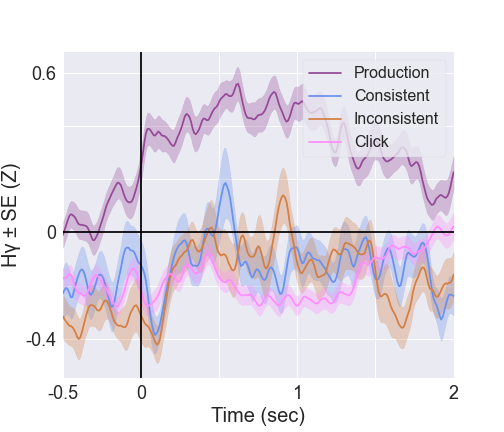 Production
Consistent
Inconsistent
Click
0.6
0
-0.4
Hγ ± SE (Z)
-0.5 0 1 2
Time (sec)